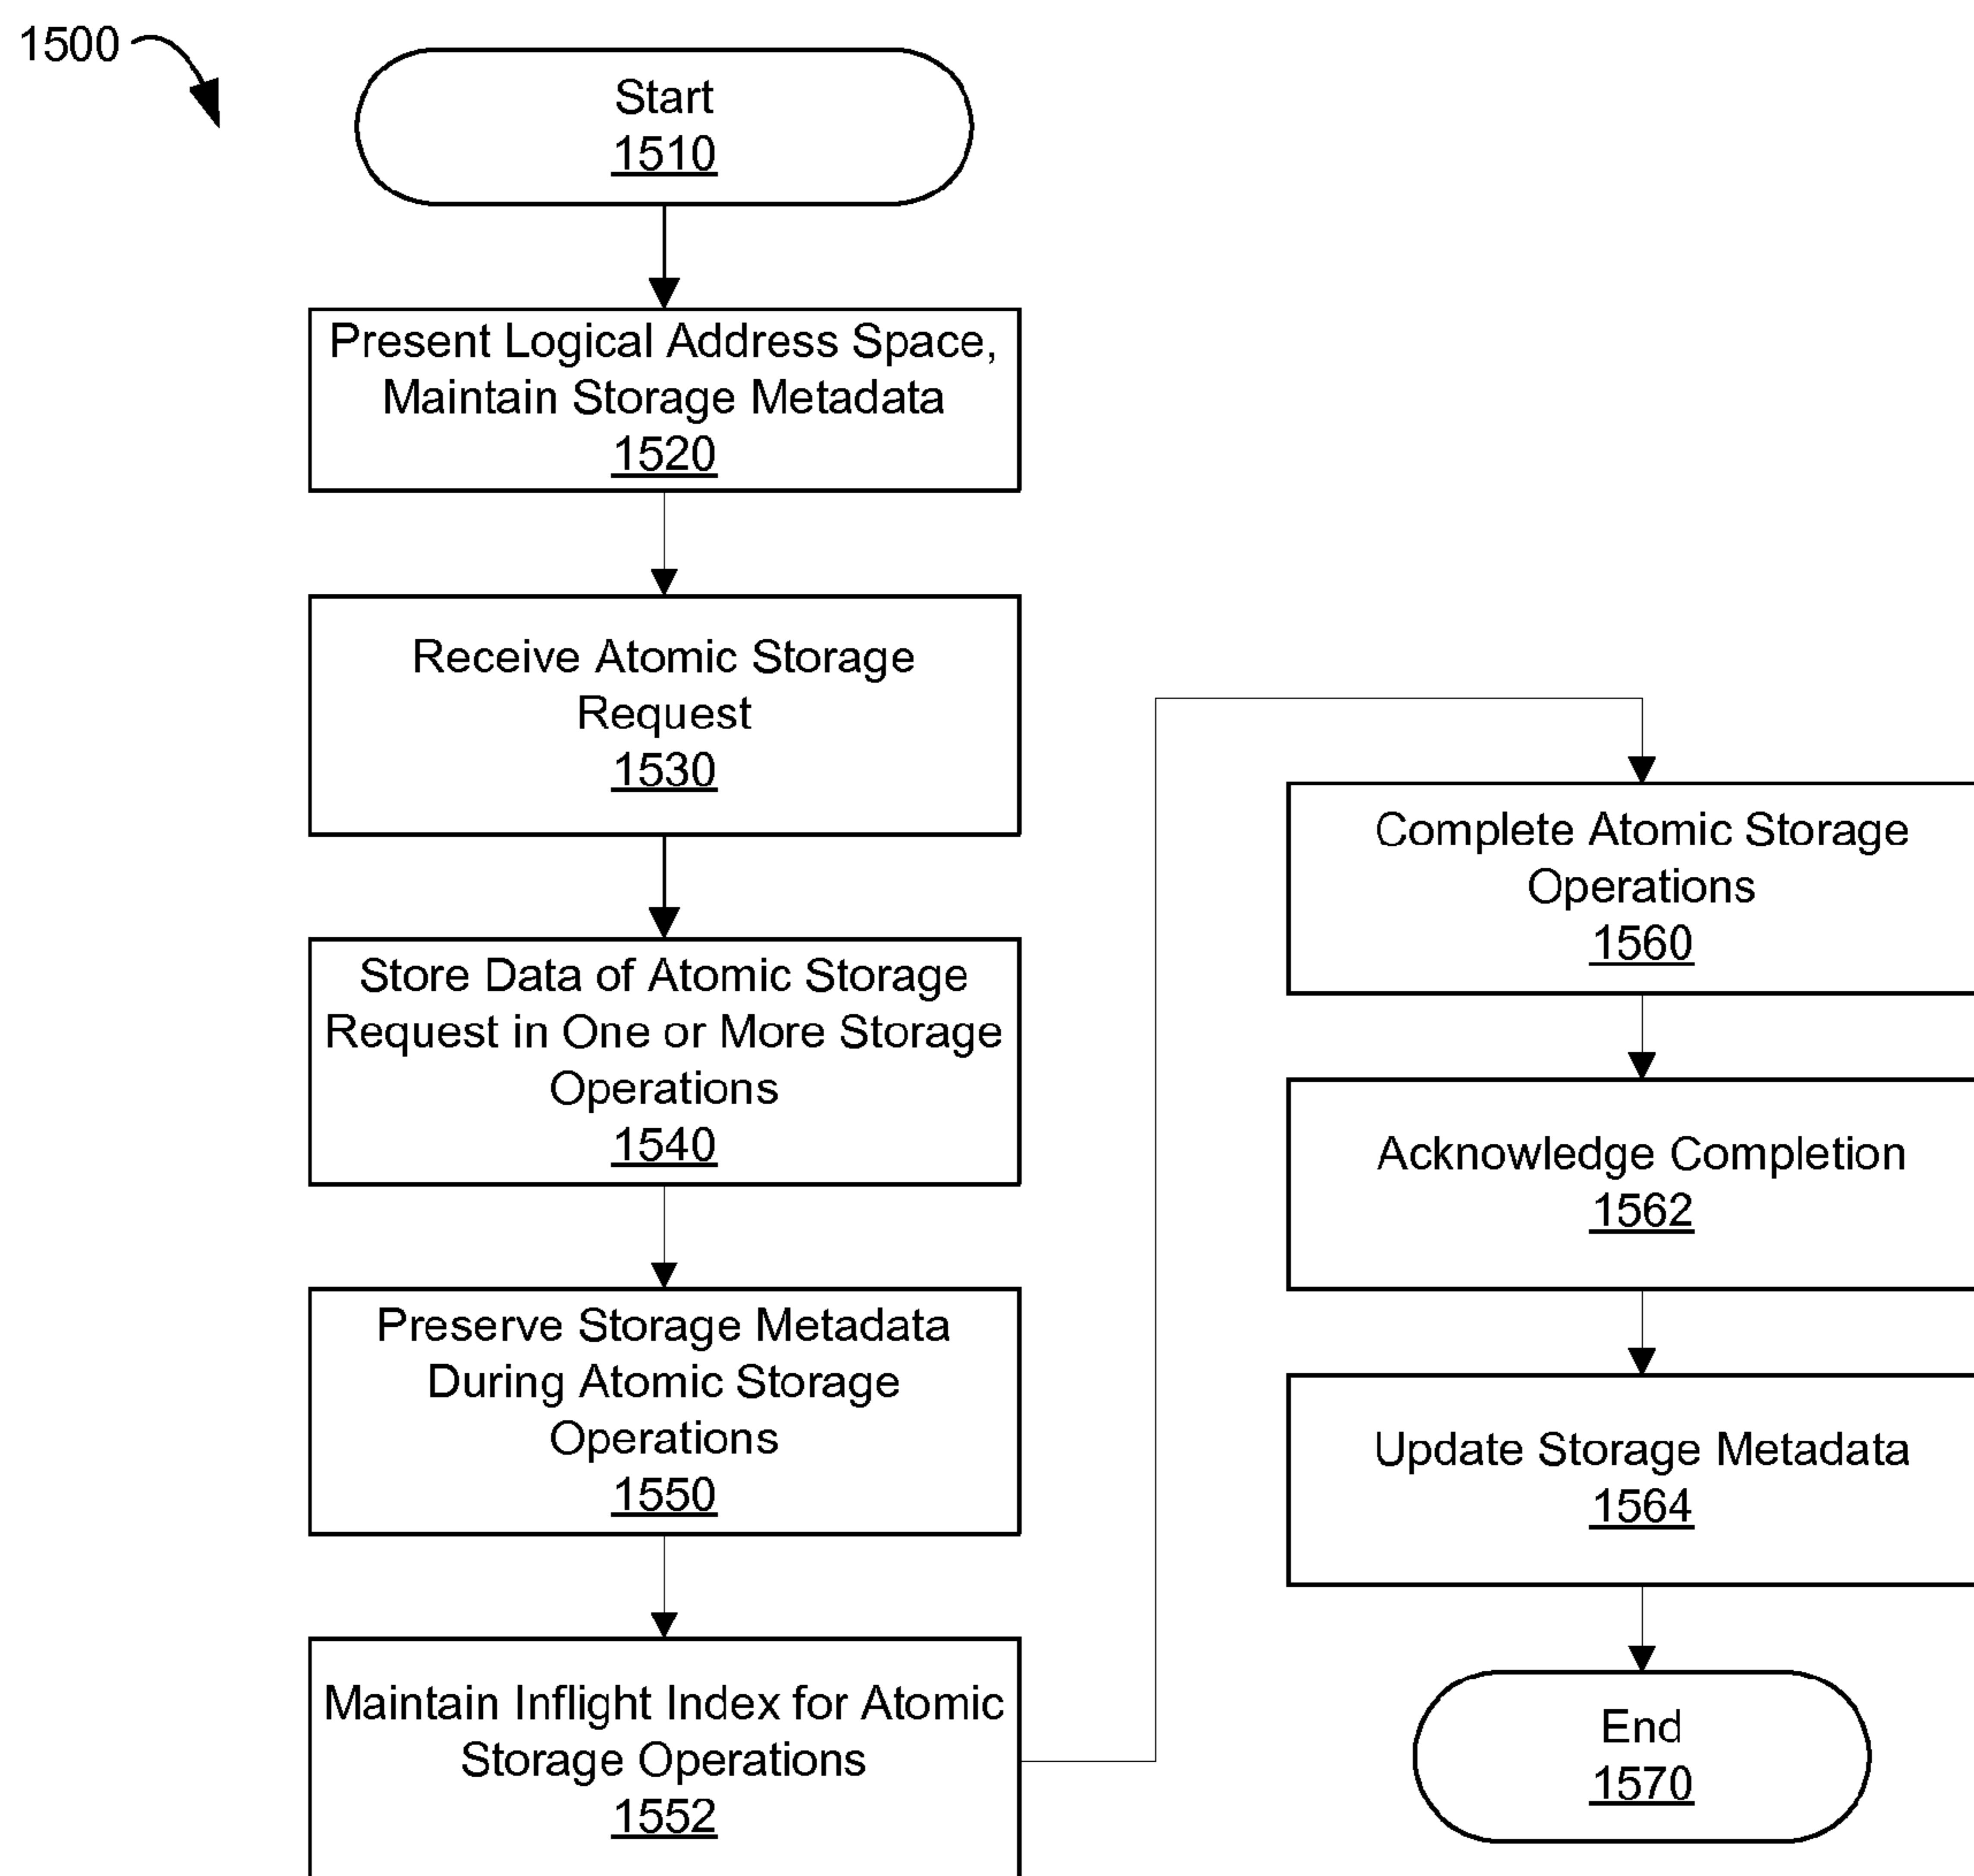 1500
Start
1510
Present Logical Address Space,
Maintain Storage Metadata
1520
Receive Atomic Storage
Request
1530
Store Data of Atomic Storage
Request in One or More Storage
Operations
1540
Preserve Storage Metadata
During Atomic Storage
Operations
1550
Maintain Inflight Index for Atomic
Storage Operations
1552
Complete Atomic Storage
Operations
1560
Acknowledge Completion
1562
Update Storage Metadata
1564
End
1570